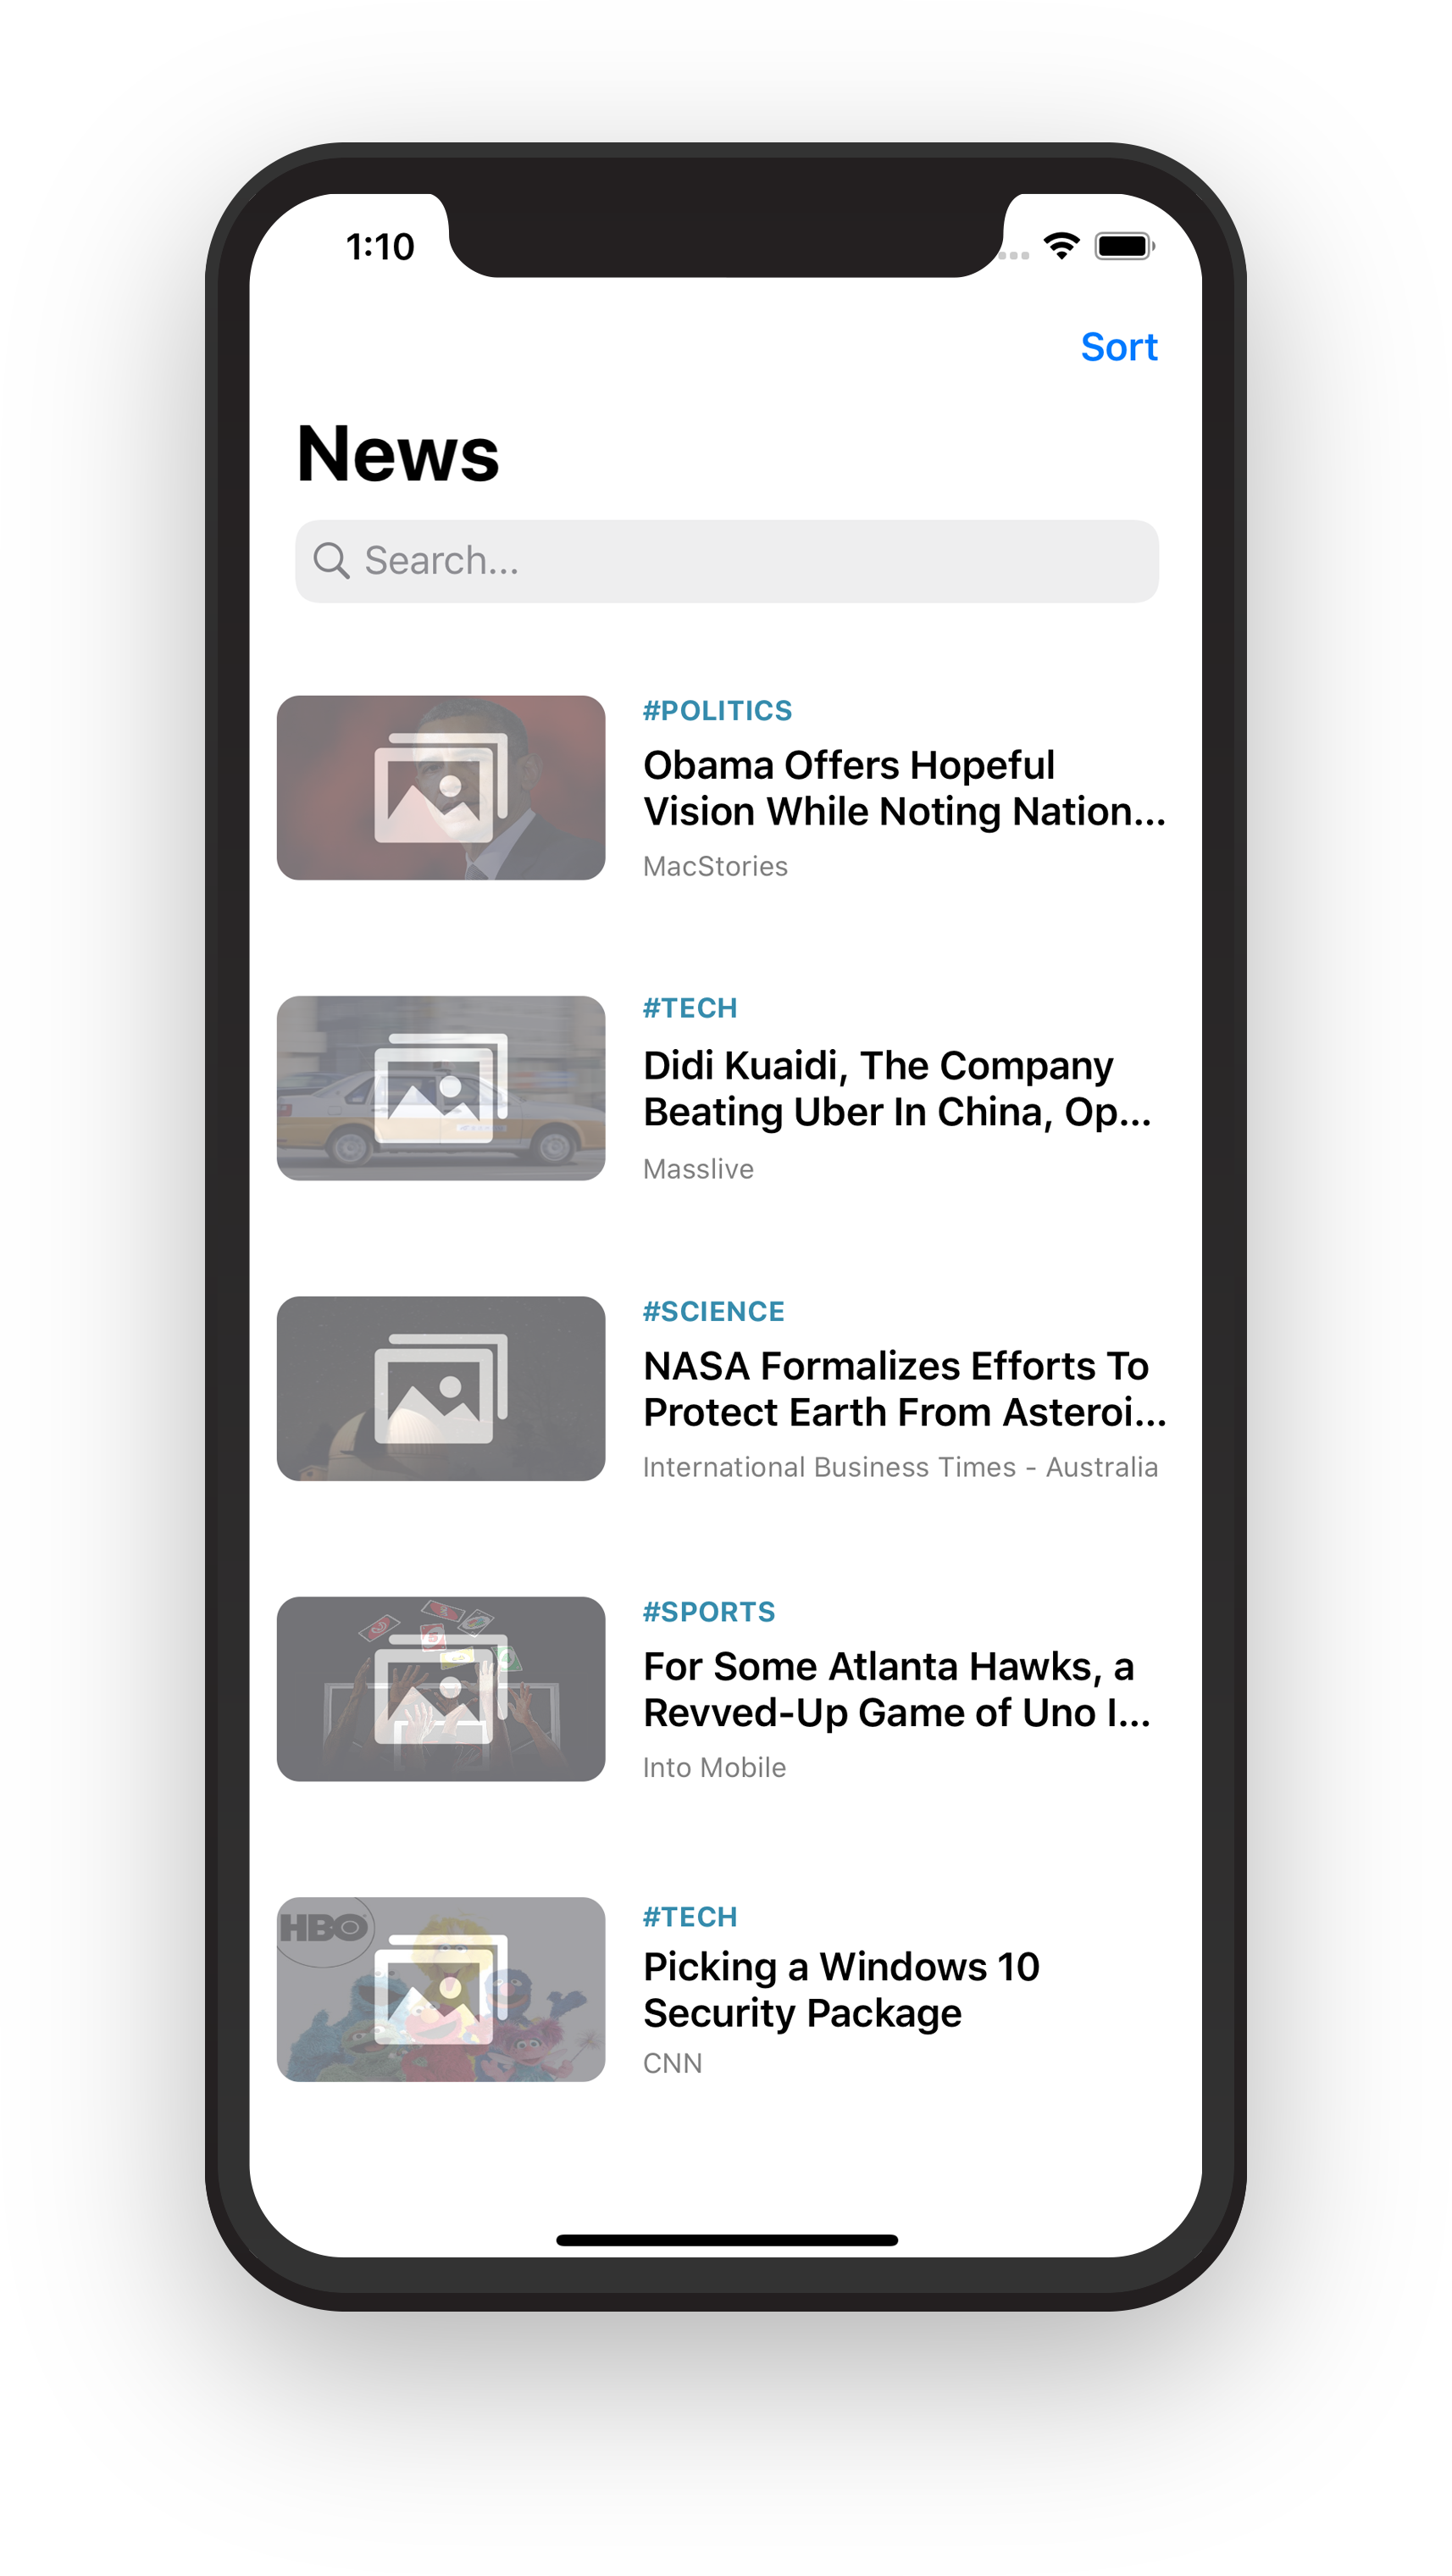 1:10
Sort
News
Search...
#POLITICS
Obama Offers Hopeful
Vision While Noting Nation...
MacStories
#TECH
Didi Kuaidi, The Company
Beating Uber In China, Op...
Masslive
#SCIENCE
NASA Formalizes Efforts To
Protect Earth From Asteroi...
International Business Times - Australia
#SPORTS
For Some Atlanta Hawks, a
Revved-Up Game of Uno I...
Into Mobile
HBO
#TECH
Picking a Windows 10
Security Package
CNN